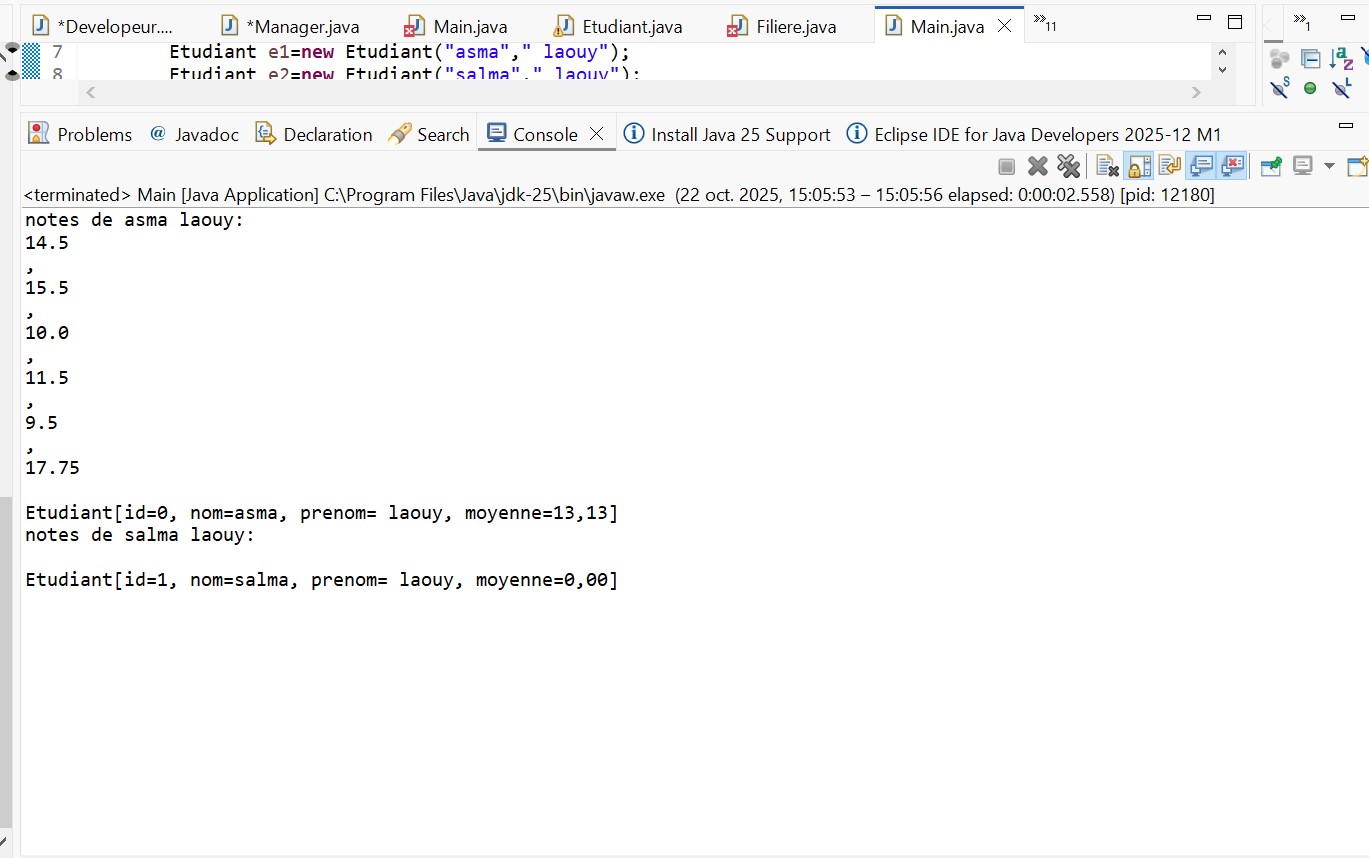 *Developeur....
*Manager.java
Main.java
Etudiant.java
Filiere.java
Main.java
»11
»1
7 Etudiant e1=new Etudiant("asma"," laouy");
8 Etudiant e2=new Etudiant("salma"," laouy");
Problems
@ Javadoc
Declaration
Search
Console
Install Java 25 Support
Eclipse IDE for Java Developers 2025-12 M1
<terminated> Main [Java Application] C:\Program Files\Java\jdk-25\bin\javaw.exe (22 oct. 2025, 15:05:53 – 15:05:56 elapsed: 0:00:02.558) [pid: 12180]
notes de asma laouy:
14.5
,
15.5
,
10.0
,
11.5
,
9.5
,
17.75
Etudiant[id=0, nom=asma, prenom= laouy, moyenne=13,13]
notes de salma laouy:
Etudiant[id=1, nom=salma, prenom= laouy, moyenne=0,00]